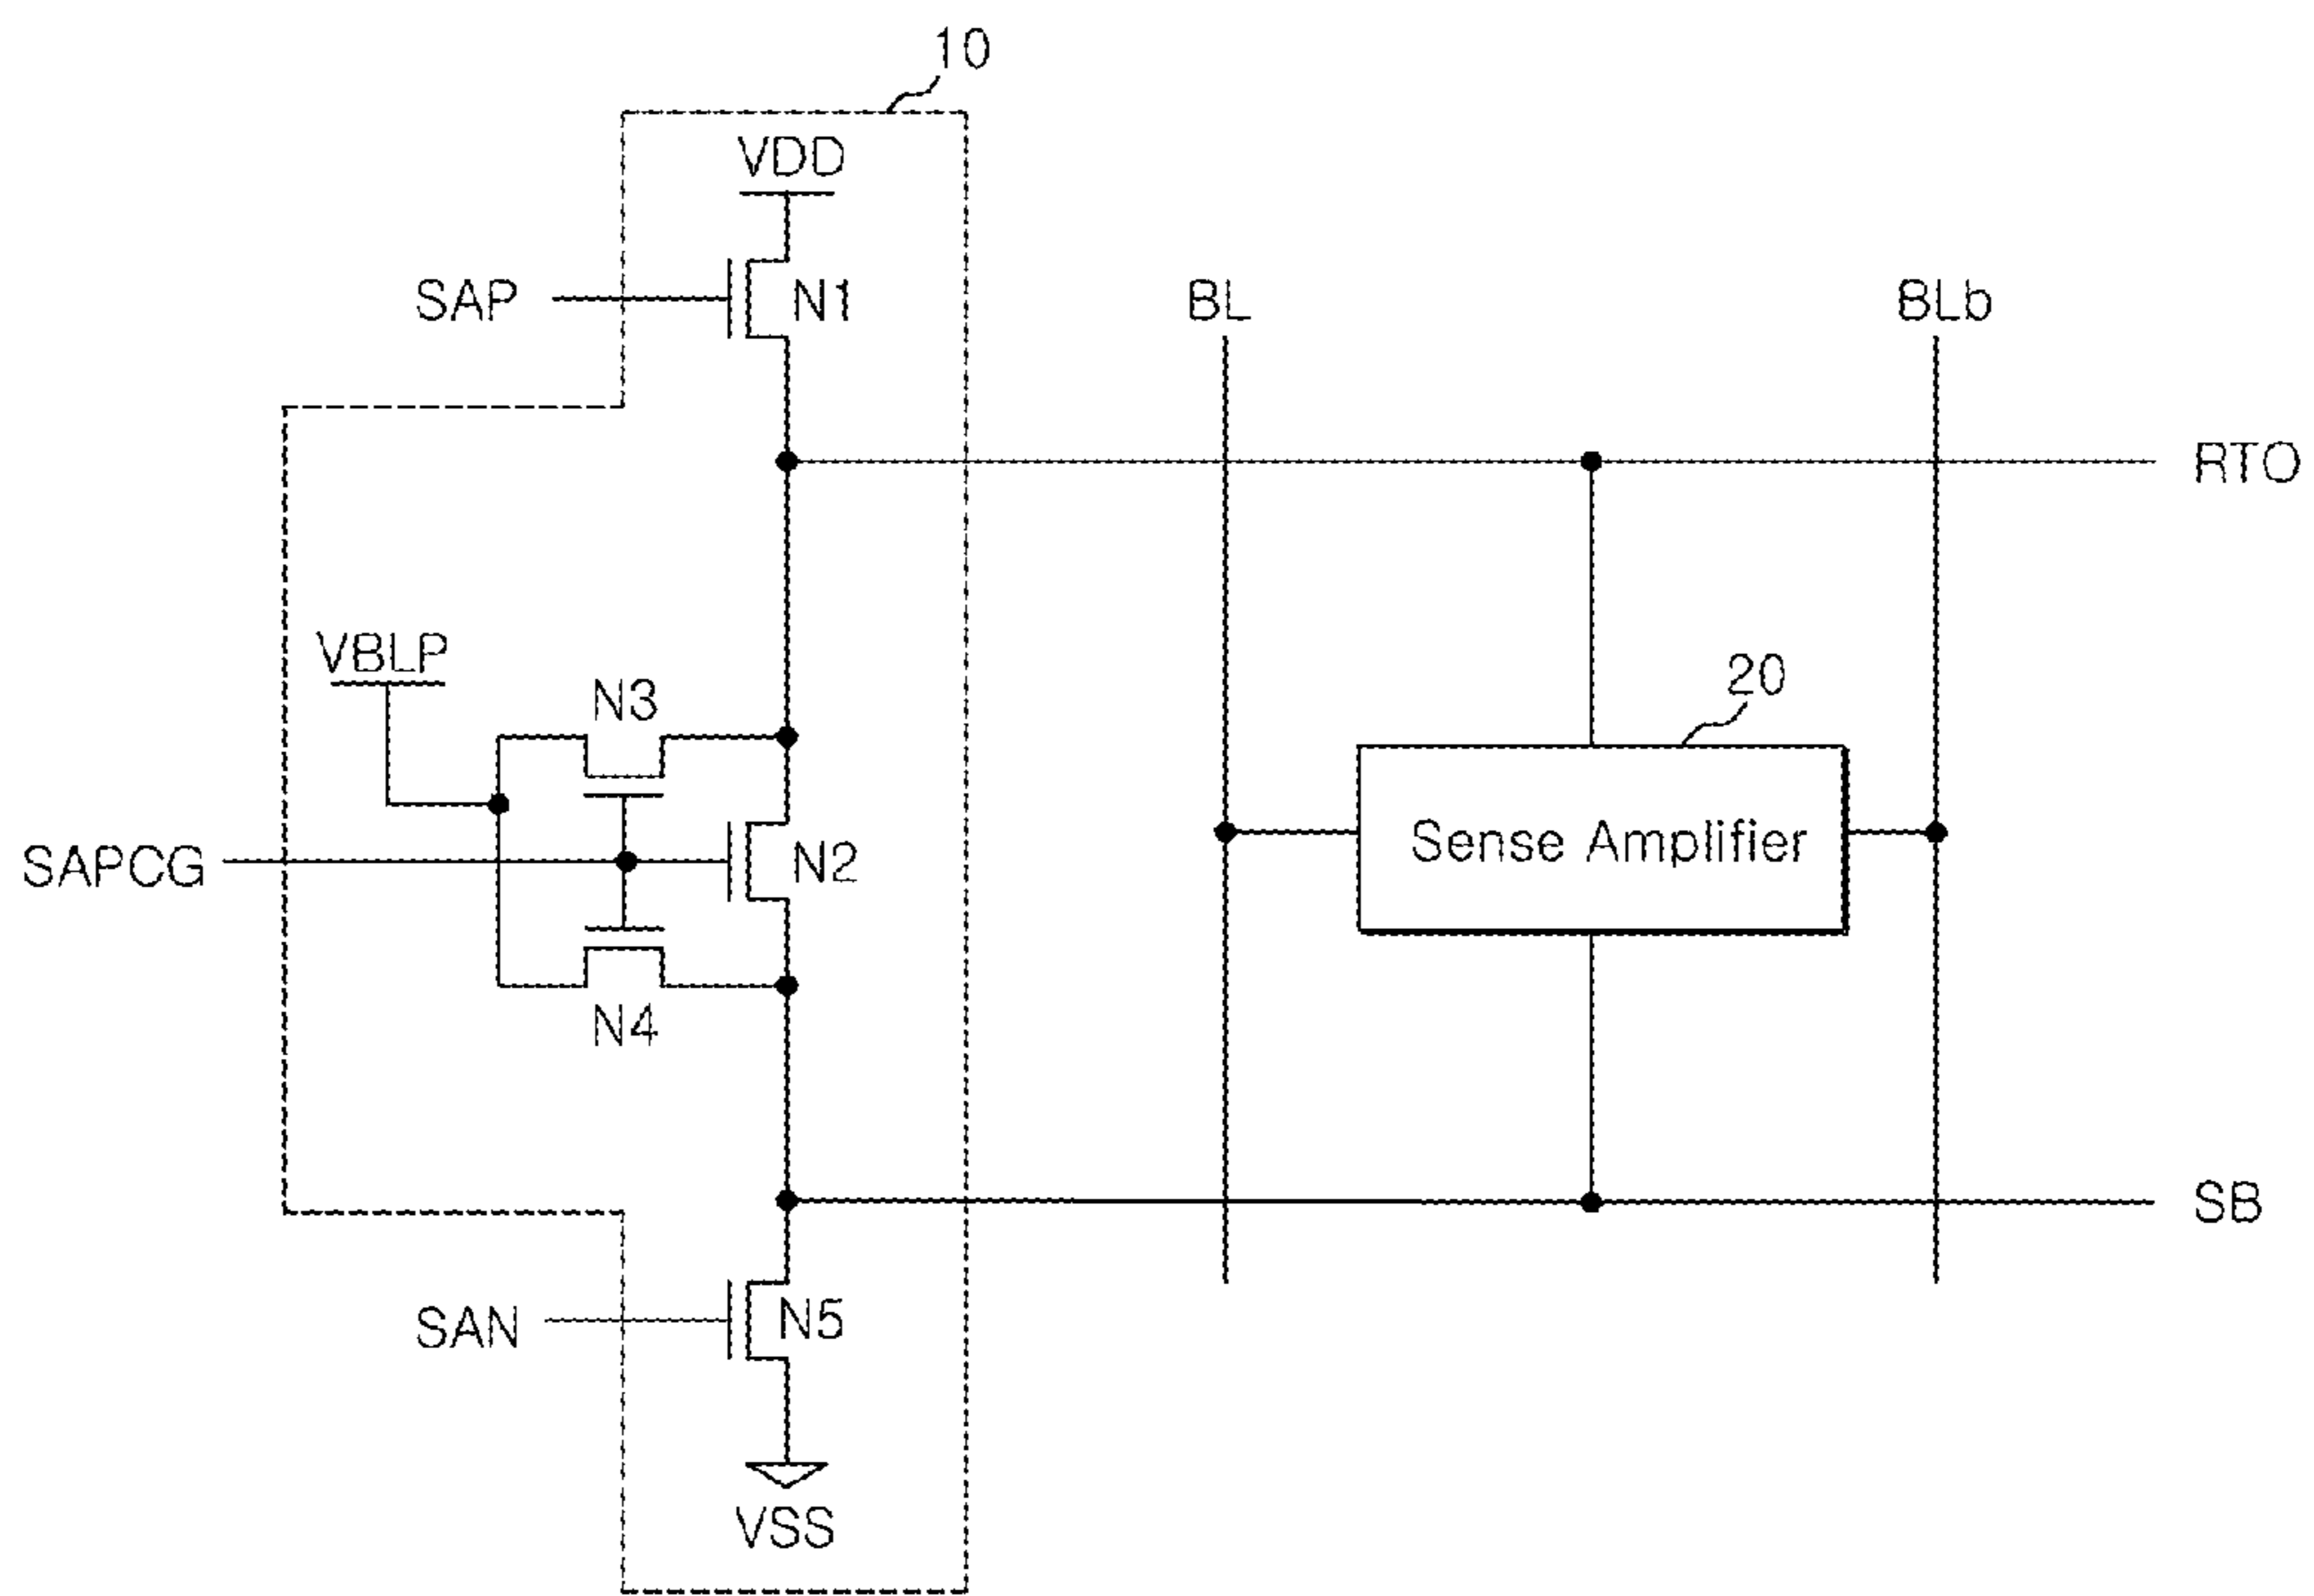 10
VDD
SAP
N1
BL
BLb
RTO
VBLP
N3
20
SAPCG
N2
Sense Amplifier
N4
SB
SAN
N5
VSS